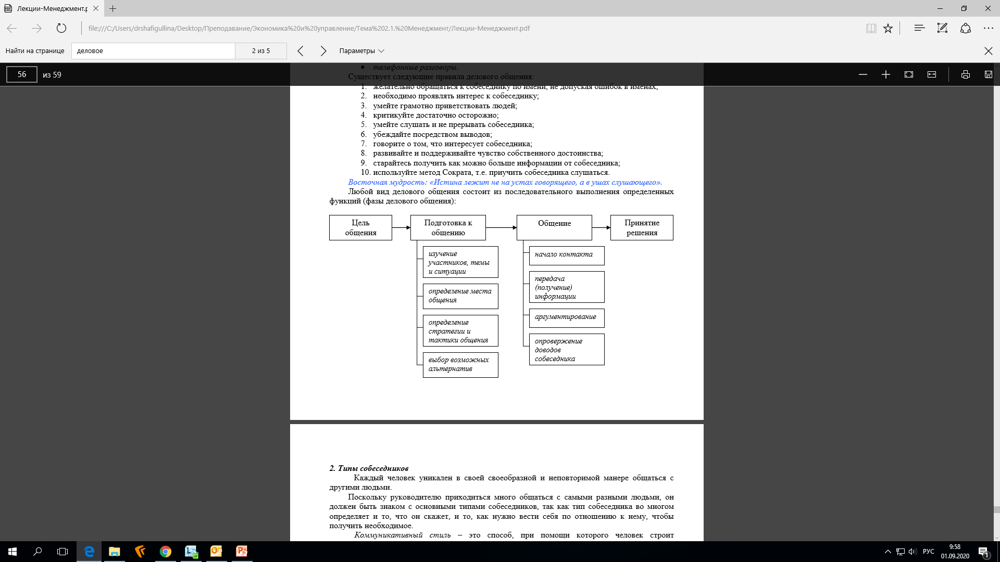 Лекции-Менеджмент.p
file:///C:/Users/drshafigullina/Desktop/Преподавание/Экономика%20и%20управление/Тема%202.1.%20Менеджмент/Лекции-Менеджмент.pdf
Найти на странице деловое 2 из 5 Параметры
56 из 59
• телефонные разговоры.
Существует следующие правила делового общения:
1. желательно обращаться к собеседнику по имени, не допуская ошибок в именах;
2. необходимо проявлять интерес к собеседнику;
3. умейте грамотно приветствовать людей;
4. критикуйте достаточно осторожно;
5. умейте слушать и не прерывать собеседника;
6. убеждайте посредством выводов;
7. говорите о том, что интересует собеседника;
8. развивайте и поддерживайте чувство собственного достоинства;
9. старайтесь получить как можно больше информации от собеседника;
10. используйте метод Сократа, т.е. приучить собеседника слушаться.
Восточная мудрость: «Истина лежит не на устах говорящего, а в ушах слушающего».
Любой вид делового общения состоит из последовательного выполнения определенных
функций (фазы делового общения):
Цель
общения
Подготовка к
общению
Общение
Принятие
решения
изучение
участников, темы
и ситуации
определение места
общения
определение
стратегии и
тактики общения
выбор возможных
альтернатив
начало контакта
передача
(получение)
информации
аргументирование
опровержение
доводов
собеседника
2. Типы собеседников
Каждый человек уникален в своей своеобразной и неповторимой манере общаться с
другими людьми.
Поскольку руководителю приходиться много общаться с самыми разными людьми, он
должен быть знаком с основными типами собеседников, так как тип собеседника во многом
определяет и то, что он скажет, и то, как нужно вести себя по отношению к нему, чтобы
получить необходимое.
Коммуникативный стиль – это способ, при помощи которого человек строит
РУС
9:58
01.09.2020
1